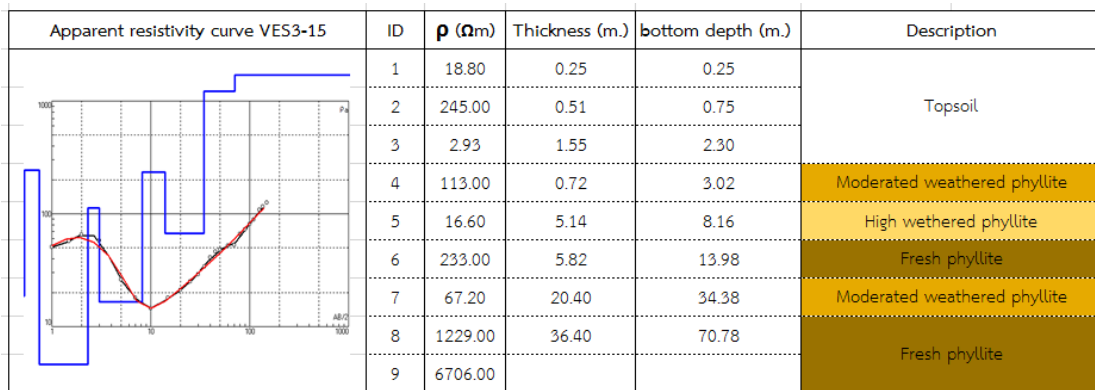 Apparent resistivity curve VES3-15 ID ρ (Ωm) Thickness (m.) bottom depth (m.) Description
1 18.80 0.25 0.25
2 245.00 0.51 0.75 Topsoil
3 2.93 1.55 2.30
4 113.00 0.72 3.02 Moderated weathered phyllite
5 16.60 5.14 8.16 High wethered phyllite
6 233.00 5.82 13.98 Fresh phyllite
7 67.20 20.40 34.38 Moderated weathered phyllite
8 1229.00 36.40 70.78
Fresh phyllite
9 6706.00
1000 ρa
100
10 AB/2
1 10 100 1000